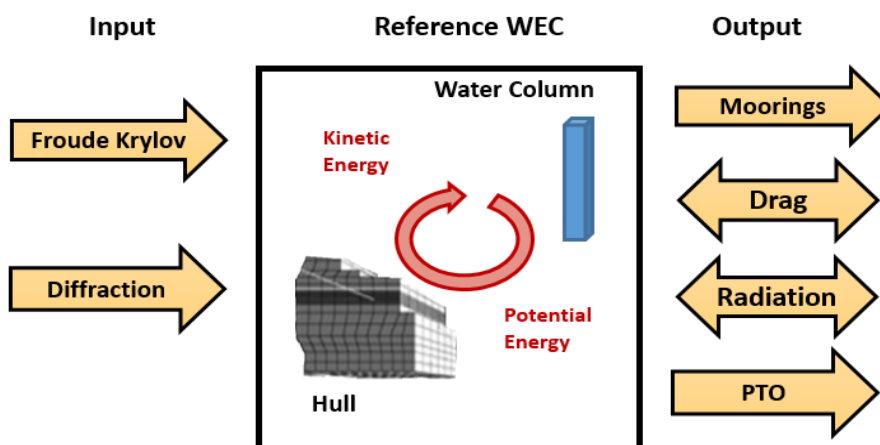 Input
Reference WEC
Output
Froude Krylov
Diffraction
Water Column
Kinetic
Energy
Potential
Energy
Hull
Moorings
Drag
Radiation
PTO